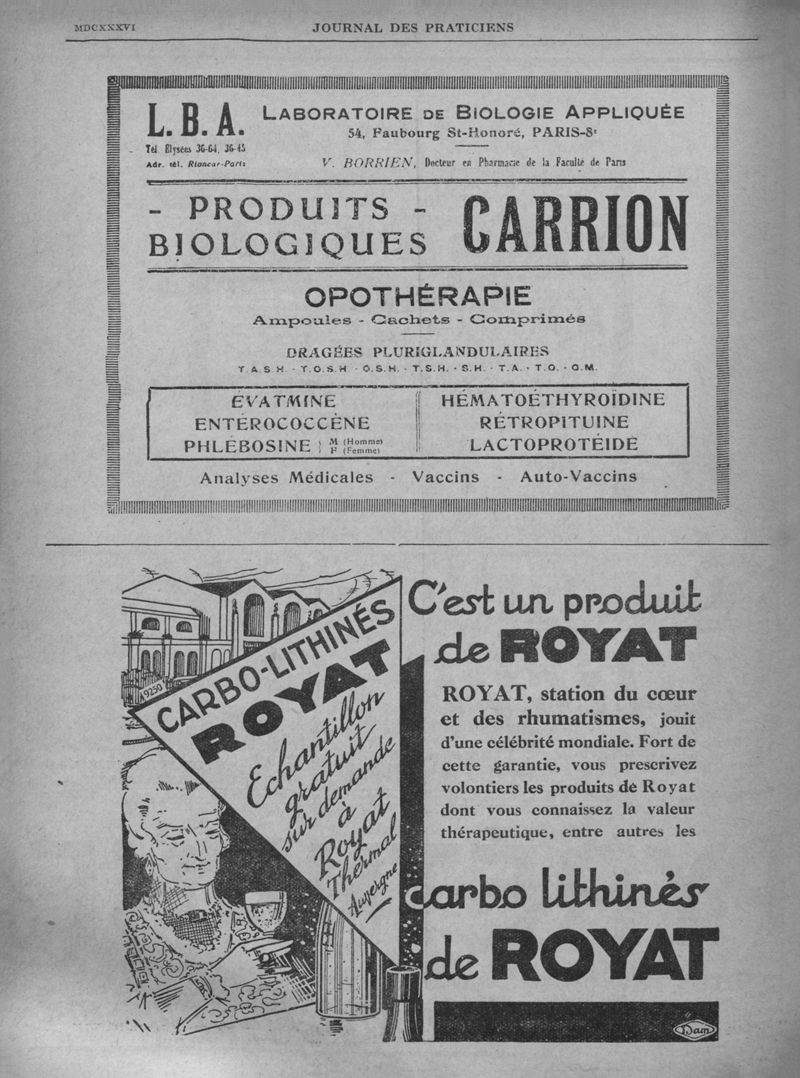 MDCXXXVI
JOURNAL DES PRATICIENS
L. B. A.
Tél. Élysées 36-64, 36-45
Adr. tél. Rioncar-Paris
LABORATOIRE DE BIOLOGIE APPLIQUÉE
54, Faubourg St-Honoré, PARIS-8e
V. BORRIEN, Docteur en Pharmacie de la Faculté de Paris
- PRODUITS -
BIOLOGIQUES
CARRION
OPOTHÉRAPIE
Ampoules - Cachets - Comprimés
DRAGÉES PLURIGLANDULAIRES
T.A.S.H. - T.O.S.H. - O.S.H. - T.S.H. - S.H. - T.A. - T.O. - O.M.
ÉVATMINE
ENTÉROCOCCÈNE
PHLÉBOSINE } M (Homme)
F (Femme)
HÉMATOÉTHYROÏDINE
RÉTROPITUINE
LACTOPROTÉIDE
Analyses Médicales - Vaccins - Auto-Vaccins
A9250
CARBO-LITHINÉS
ROYAT
Echantillon
gratuit
sur demande
à
Royat
Thermal
Auvergne
C'est un produit
de ROYAT
ROYAT, station du cœur
et des rhumatismes, jouit
d'une célébrité mondiale. Fort de
cette garantie, vous prescrivez
volontiers les produits de Royat
dont vous connaissez la valeur
thérapeutique, entre autres les
carbo lithinés
de ROYAT
Dam